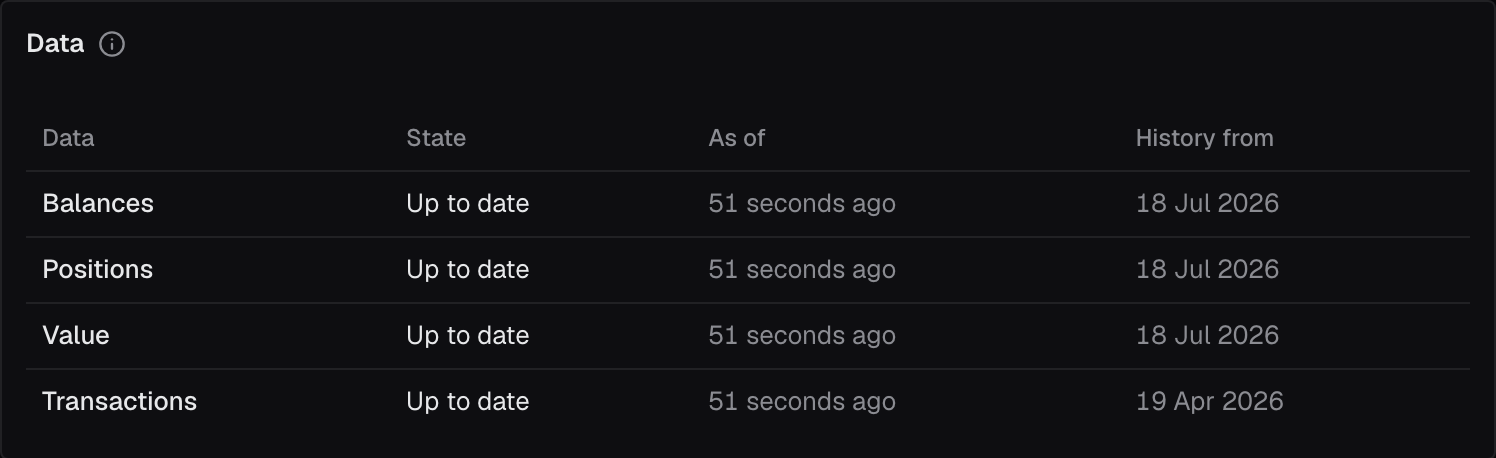 Data
Data State As of History from
Balances Up to date 51 seconds ago 18 Jul 2026
Positions Up to date 51 seconds ago 18 Jul 2026
Value Up to date 51 seconds ago 18 Jul 2026
Transactions Up to date 51 seconds ago 19 Apr 2026